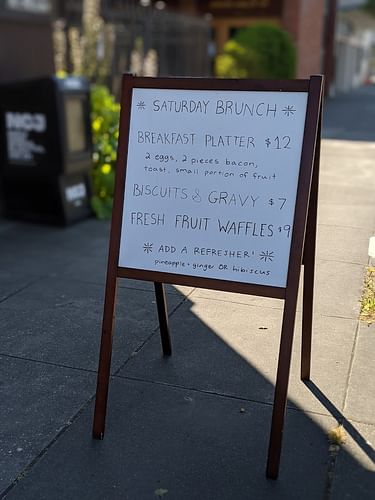 ✳ SATURDAY BRUNCH ✳
BREAKFAST PLATTER $12
2 eggs, 2 pieces bacon,
toast, small portion of fruit
BISCUITS & GRAVY $7
FRESH FRUIT WAFFLES $9
✳ ADD A REFRESHER! ✳
pineapple + ginger OR hibiscus